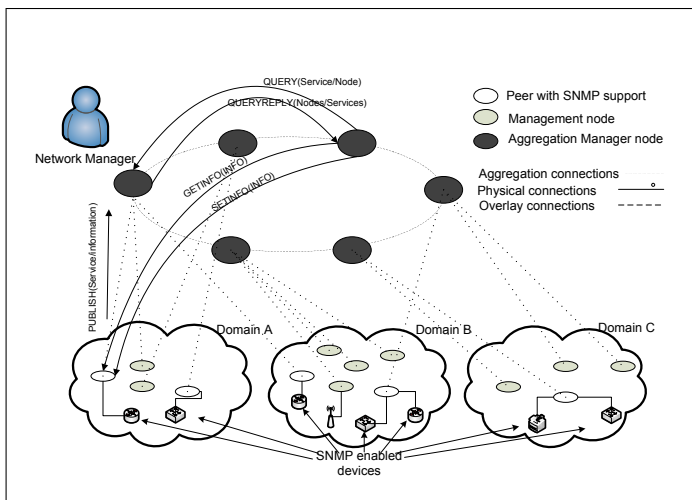 QUERY(Service/Node)
QUERYREPLY(Nodes/Services)
Network Manager
Peer with SNMP support
Management node
Aggregation Manager node
Aggregation connections
Physical connections
Overlay connections
GETINFO(INFO)
SETINFO(INFO)
PUBLISH(Service/information)
Domain A
Domain B
Domain C
SNMP enabled
devices